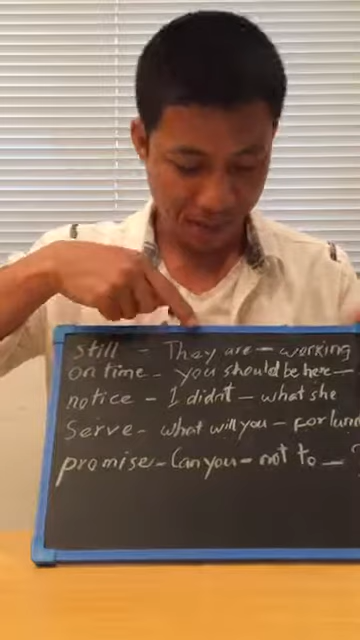 still - They are — working
on time - you should be here —
notice - I didn't — what she
Serve - what will you — for
promise - Can you — not to —